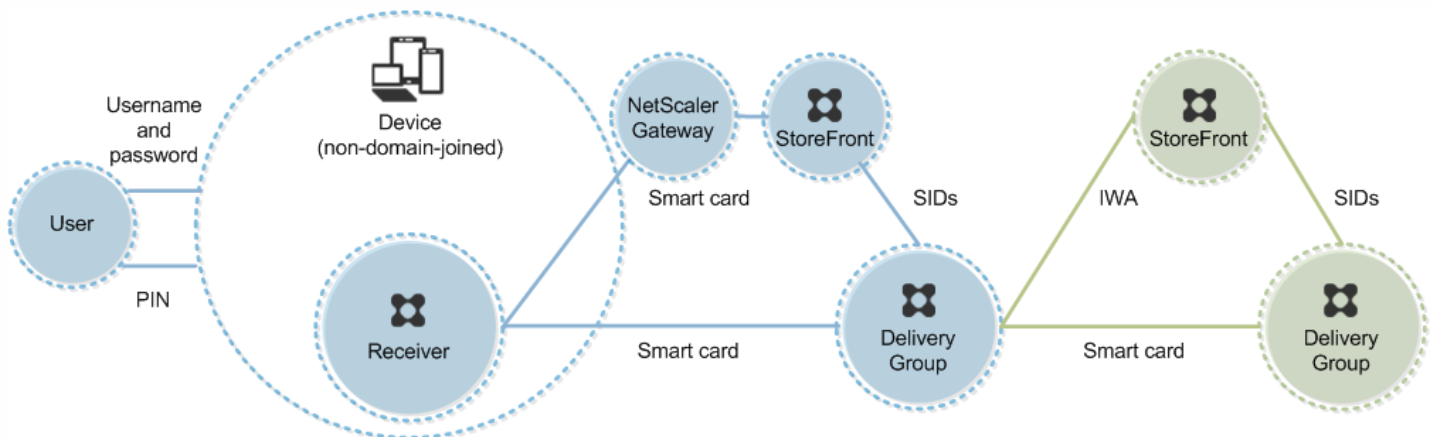 Username
and
password
User
PIN
Device
(non-domain-joined)
Receiver
NetScaler
Gateway
StoreFront
Smart card
SIDs
Smart card
Delivery
Group
StoreFront
IWA
SIDs
Smart card
Delivery
Group